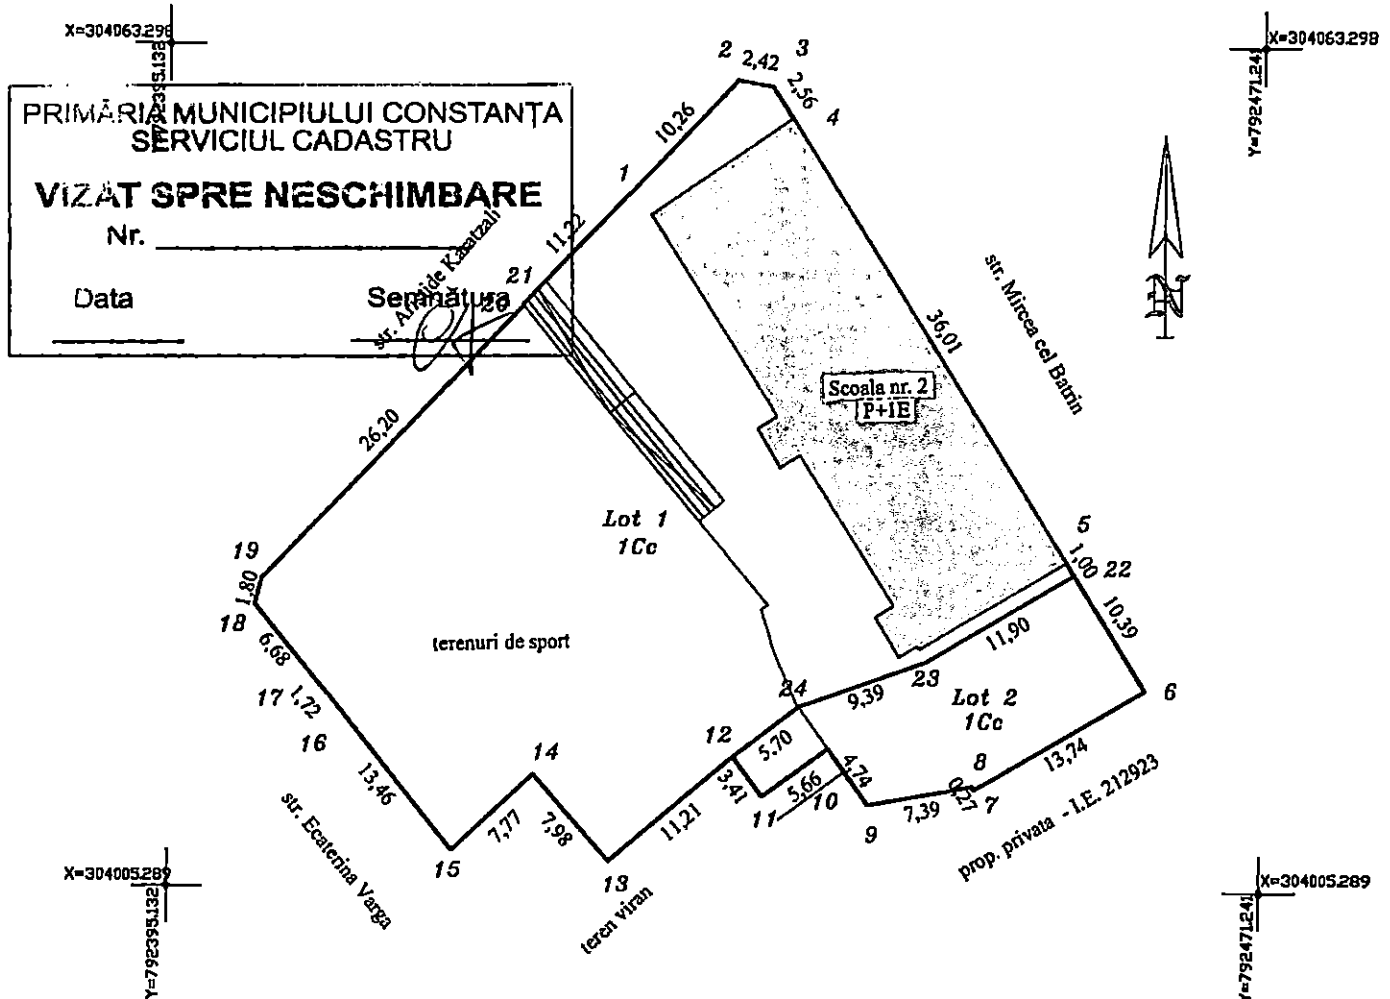 X=304063.298
Y=792395.132
X=304063.298
Y=792471.241
PRIMĂRIA MUNICIPIULUI CONSTANȚA
SERVICIUL CADASTRU
VIZAT SPRE NESCHIMBARE
Nr.
Data
Semnătura
str. Aristide Karatzali
2
2,42
3
2,56
4
10,26
1
11,22
21
20
26,20
36,01
str. Mircea cel Batrin
Scoala nr. 2
P+1E
Lot 1
1Cc
5
1,00
22
10,39
11,90
19
1,80
18
6,68
17
1,72
16
13,46
terenuri de sport
24
9,39
23
Lot 2
1Cc
6
12
5.70
14
3,41
5,66
4,74
8
13,74
11
10
0,27
7
7,39
9
7,77
7,98
11,21
15
13
str. Ecaterina Varga
teren viran
prop. privata - I.E. 212923
X=304005.289
Y=792395.132
X=304005.289
Y=792471.241
N